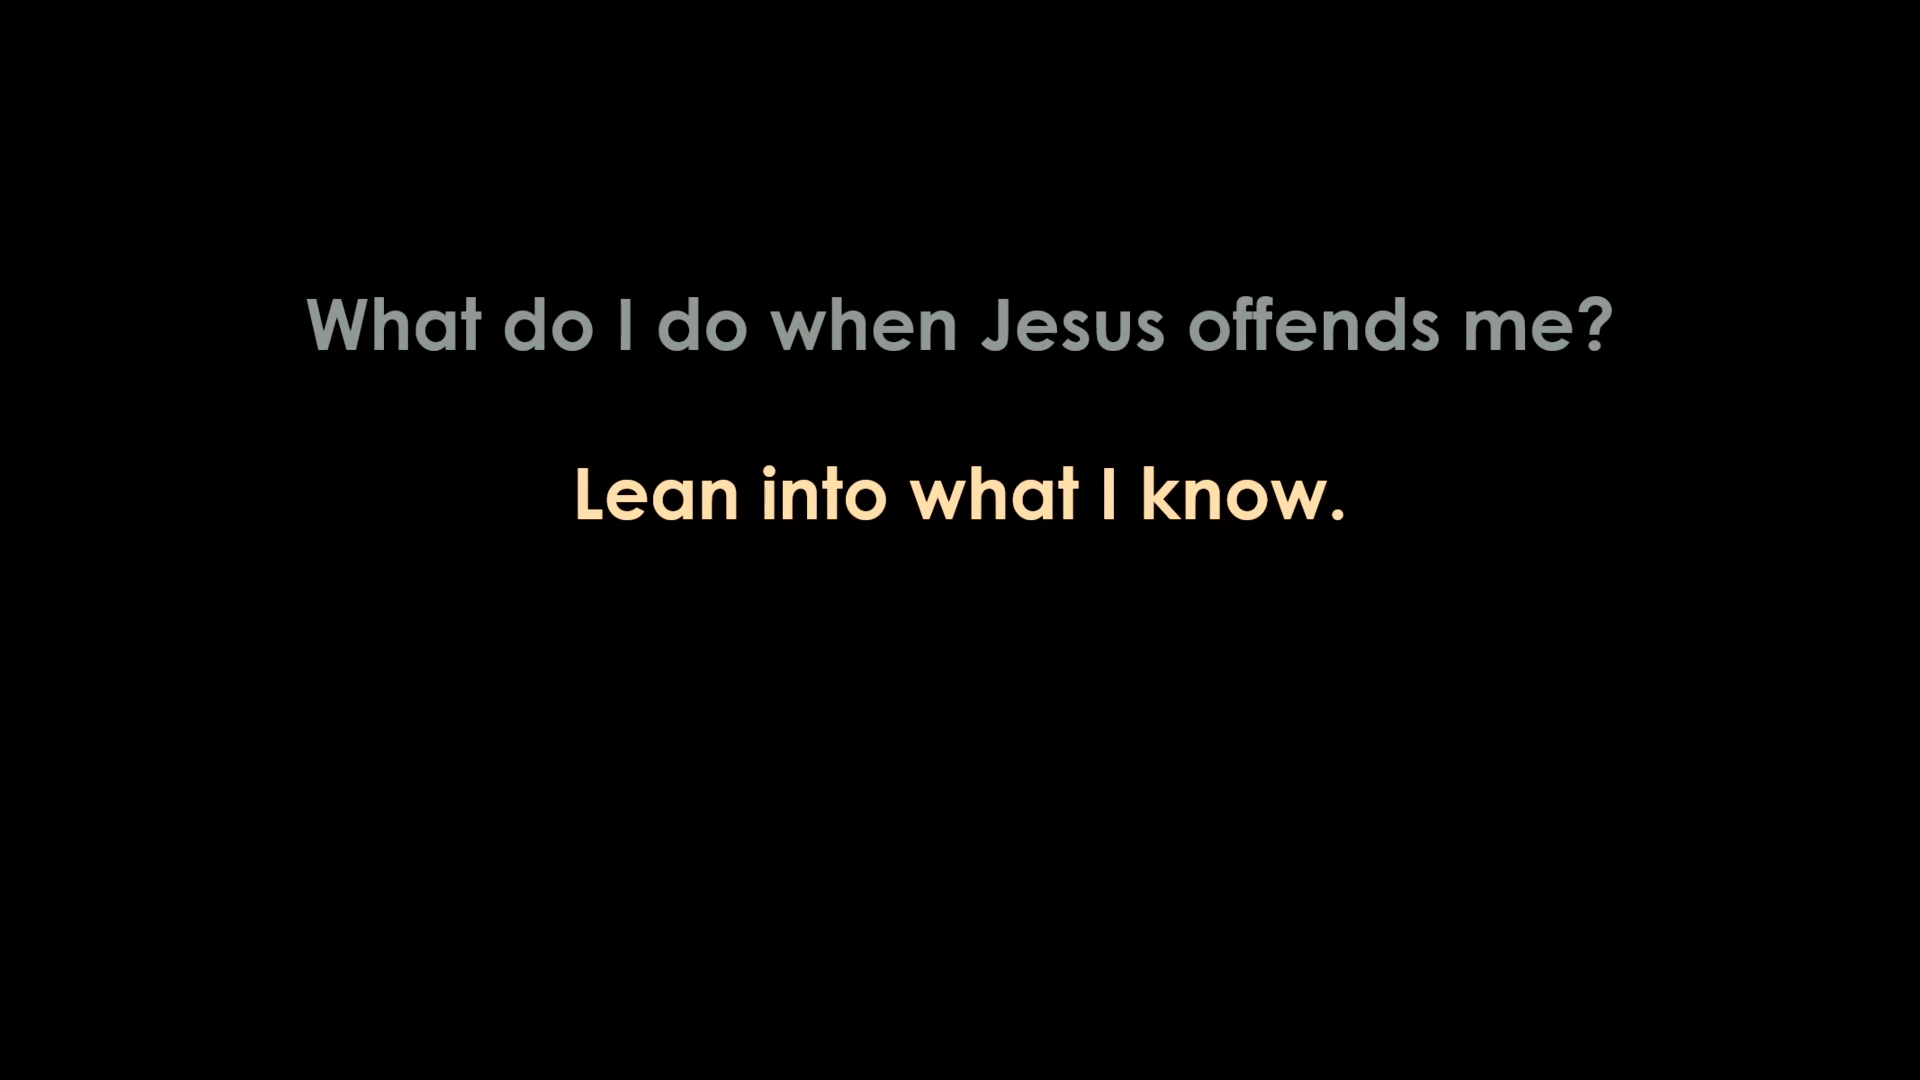 What do I do when Jesus offends me?
Lean into what I know.